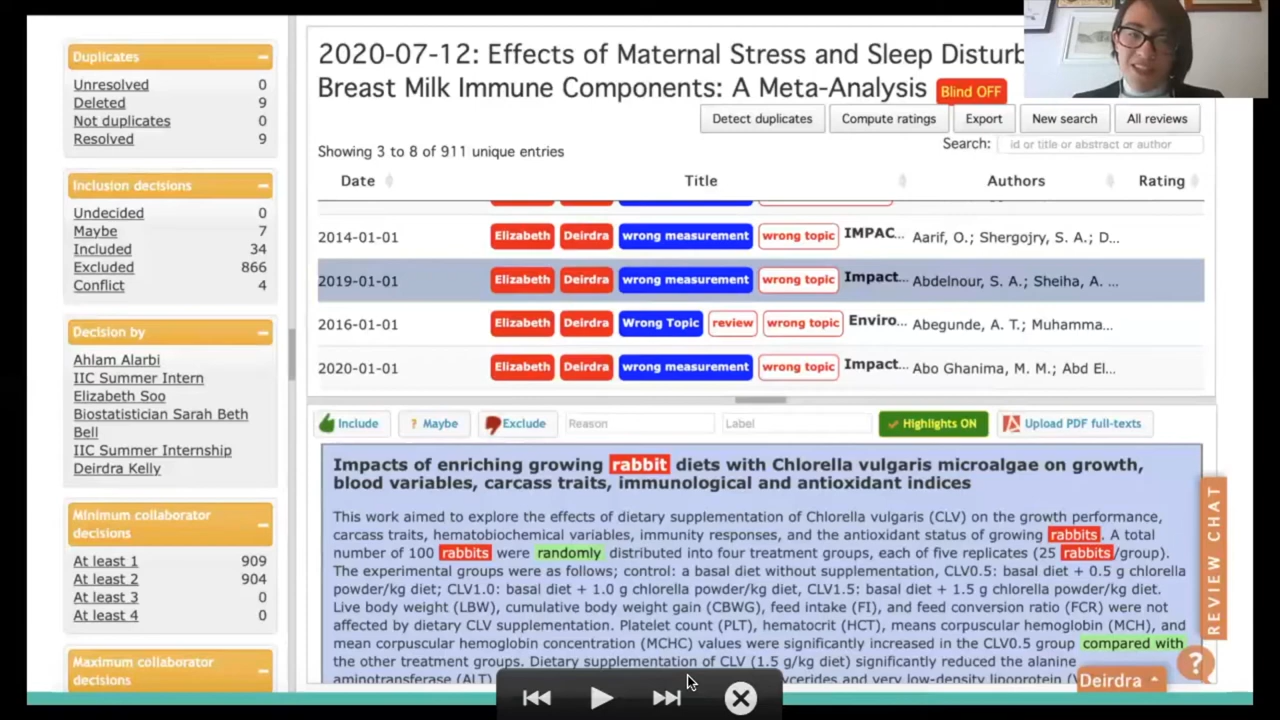 Duplicates
Unresolved 0
Deleted 9
Not duplicates 0
Resolved 9
Inclusion decisions
Undecided 0
Maybe 7
Included 34
Excluded 866
Conflict 4
Decision by
Ahlam Alarbi
IIC Summer Intern
Elizabeth Soo
Biostatistician Sarah Beth
Bell
IIC Summer Internship
Deirdra Kelly
Minimum collaborator
decisions
At least 1 909
At least 2 904
At least 3 0
At least 4 0
Maximum collaborator
decisions
2020-07-12: Effects of Maternal Stress and Sleep Disturb
Breast Milk Immune Components: A Meta-Analysis Blind OFF
Detect duplicates Compute ratings Export New search All reviews
Showing 3 to 8 of 911 unique entries
Search: id or title or abstract or author
Date Title Authors Rating
2014-01-01 Elizabeth Deirdra wrong measurement wrong topic IMPAC... Aarif, O.; Shergojry, S. A.; D...
2019-01-01 Elizabeth Deirdra wrong measurement wrong topic Impact... Abdelnour, S. A.; Sheiha, A. ...
2016-01-01 Elizabeth Deirdra Wrong Topic review wrong topic Enviro... Abegunde, A. T.; Muhamma...
2020-01-01 Elizabeth Deirdra wrong measurement wrong topic Impact... Abo Ghanima, M. M.; Abd El...
Include ? Maybe Exclude Reason Label Highlights ON Upload PDF full-texts
Impacts of enriching growing rabbit diets with Chlorella vulgaris microalgae on growth,
blood variables, carcass traits, immunological and antioxidant indices
This work aimed to explore the effects of dietary supplementation of Chlorella vulgaris (CLV) on the growth performance,
carcass traits, hematobiochemical variables, immunity responses, and the antioxidant status of growing rabbits. A total
number of 100 rabbits were randomly distributed into four treatment groups, each of five replicates (25 rabbits/group).
The experimental groups were as follows; control: a basal diet without supplementation, CLV0.5: basal diet + 0.5 g chlorella
powder/kg diet; CLV1.0: basal diet + 1.0 g chlorella powder/kg diet, CLV1.5: basal diet + 1.5 g chlorella powder/kg diet.
Live body weight (LBW), cumulative body weight gain (CBWG), feed intake (FI), and feed conversion ratio (FCR) were not
affected by dietary CLV supplementation. Platelet count (PLT), hematocrit (HCT), means corpuscular hemoglobin (MCH), and
mean corpuscular hemoglobin concentration (MCHC) values were significantly increased in the CLV0.5 group compared with
the other treatment groups. Dietary supplementation of CLV (1.5 g/kg diet) significantly reduced the alanine
aminotransferase (ALT) and very low-density lipoprotein
REVIEW CHAT
?
Deirdra